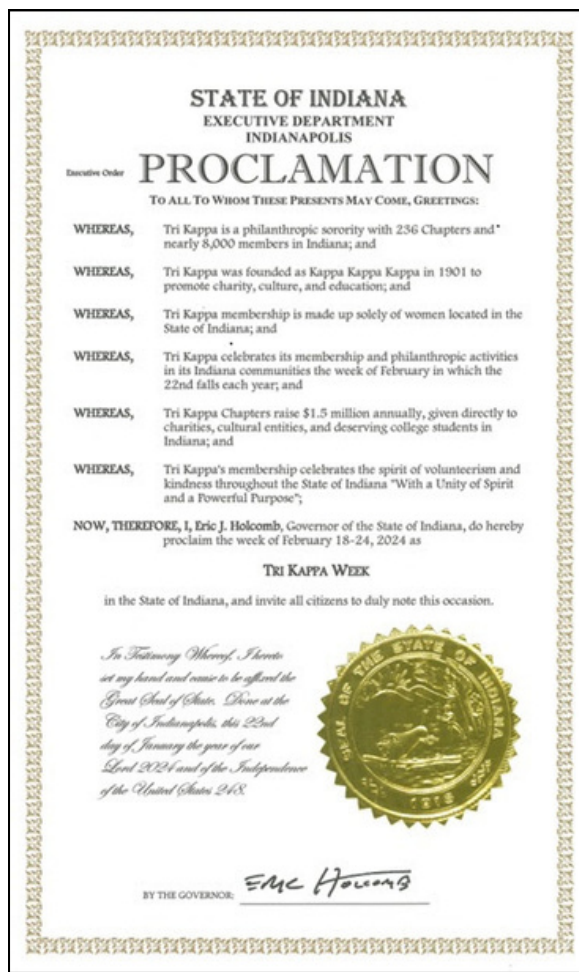 STATE OF INDIANA
EXECUTIVE DEPARTMENT
INDIANAPOLIS
Executive Order PROCLAMATION
TO ALL TO WHOM THESE PRESENTS MAY COME, GREETINGS:
WHEREAS, Tri Kappa is a philanthropic sorority with 236 Chapters and
nearly 8,000 members in Indiana; and
WHEREAS, Tri Kappa was founded as Kappa Kappa Kappa in 1901 to
promote charity, culture, and education; and
WHEREAS, Tri Kappa membership is made up solely of women located in the
State of Indiana; and
WHEREAS, Tri Kappa celebrates its membership and philanthropic activities
in its Indiana communities the week of February in which the
22nd falls each year; and
WHEREAS, Tri Kappa Chapters raise $1.5 million annually, given directly to
charities, cultural entities, and deserving college students in
Indiana; and
WHEREAS, Tri Kappa's membership celebrates the spirit of volunteerism and
kindness throughout the State of Indiana "With a Unity of Spirit
and a Powerful Purpose";
NOW, THEREFORE, I, Eric J. Holcomb, Governor of the State of Indiana, do hereby
proclaim the week of February 18-24, 2024 as
TRI KAPPA WEEK
in the State of Indiana, and invite all citizens to duly note this occasion.
In Testimony Whereof, I hereto
set my hand and cause to be affixed the
Great Seal of State. Done at the
City of Indianapolis, this 22nd
day of January the year of our
Lord 2024 and of the Independence
of the United States 248.
SEAL OF THE STATE OF INDIANA
1816
BY THE GOVERNOR: Eric Holcomb